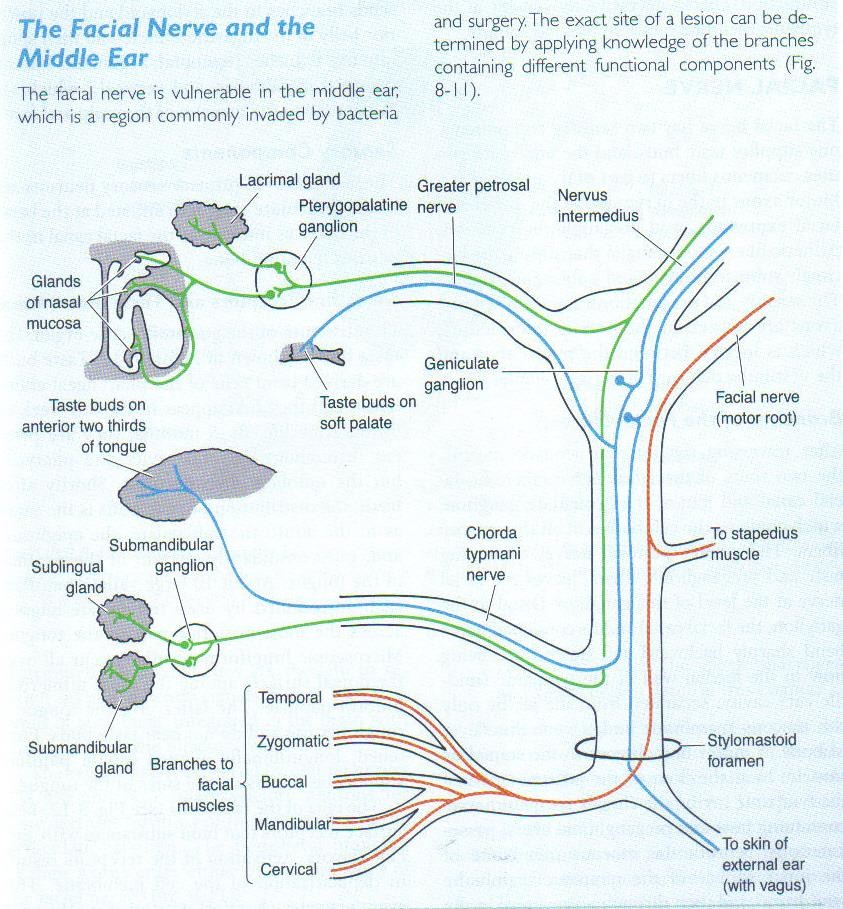 The Facial Nerve and the
Middle Ear
The facial nerve is vulnerable in the middle ear,
which is a region commonly invaded by bacteria
and surgery. The exact site of a lesion can be de-
termined by applying knowledge of the branches
containing different functional components (Fig.
8-11).
Lacrimal gland
Pterygopalatine
ganglion
Greater petrosal
nerve
Nervus
intermedius
Glands
of nasal
mucosa
Geniculate
ganglion
Facial nerve
(motor root)
Taste buds on
soft palate
Taste buds on
anterior two thirds
of tongue
Chorda
typmani
nerve
To stapedius
muscle
Submandibular
ganglion
Sublingual
gland
Submandibular
gland
Branches to
facial
muscles
Temporal
Zygomatic
Buccal
Mandibular
Cervical
Stylomastoid
foramen
To skin of
external ear
(with vagus)